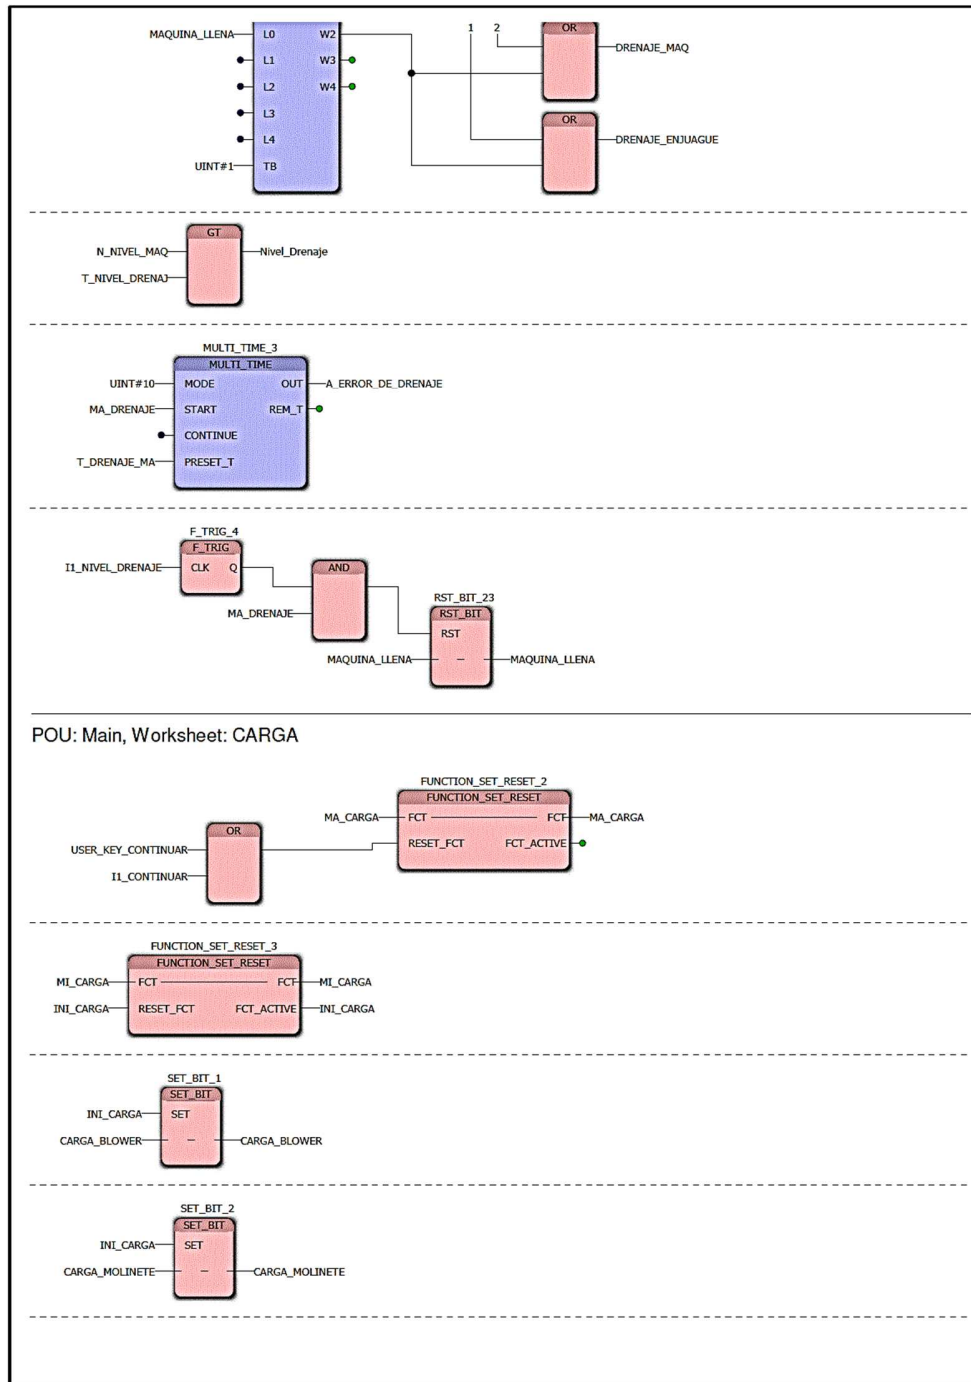 MAQUINA_LLENA L0 W2 1 2 OR
DRENAJE_MAQ
L1 W3
L2 W4
L3 OR
L4 DRENAJE_ENJUAGUE
UINT#1 TB
GT
N_NIVEL_MAQ Nivel_Drenaje
T_NIVEL_DRENAJ
MULTI_TIME_3
MULTI_TIME
UINT#10 MODE OUT A_ERROR_DE_DRENAJE
MA_DRENAJE START REM_T
CONTINUE
T_DRENAJE_MA PRESET_T
F_TRIG_4
F_TRIG
I1_NIVEL_DRENAJE CLK Q AND
MA_DRENAJE
RST_BIT_23
RST_BIT
RST
MAQUINA_LLENA – MAQUINA_LLENA
POU: Main, Worksheet: CARGA
FUNCTION_SET_RESET_2
FUNCTION_SET_RESET
MA_CARGA FCT FCT MA_CARGA
OR
USER_KEY_CONTINUAR RESET_FCT FCT_ACTIVE
I1_CONTINUAR
FUNCTION_SET_RESET_3
FUNCTION_SET_RESET
MI_CARGA FCT FCT MI_CARGA
INI_CARGA RESET_FCT FCT_ACTIVE INI_CARGA
SET_BIT_1
SET_BIT
INI_CARGA SET
CARGA_BLOWER – CARGA_BLOWER
SET_BIT_2
SET_BIT
INI_CARGA SET
CARGA_MOLINETE – CARGA_MOLINETE